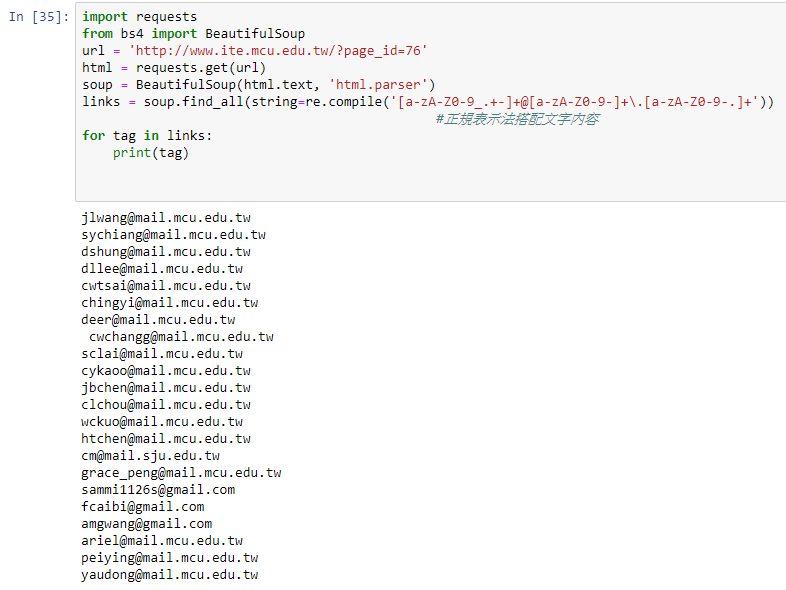 In [35]: import requests
from bs4 import BeautifulSoup
url = 'http://www.ite.mcu.edu.tw/?page_id=76'
html = requests.get(url)
soup = BeautifulSoup(html.text, 'html.parser')
links = soup.find_all(string=re.compile('[a-zA-Z0-9_.+-]+@[a-zA-Z0-9-]+\.[a-zA-Z0-9-.]+'))
#正規表示法搭配文字內容
for tag in links:
    print(tag)
jlwang@mail.mcu.edu.tw
sychiang@mail.mcu.edu.tw
dshung@mail.mcu.edu.tw
dllee@mail.mcu.edu.tw
cwtsai@mail.mcu.edu.tw
chingyi@mail.mcu.edu.tw
deer@mail.mcu.edu.tw
 cwchangg@mail.mcu.edu.tw
sclai@mail.mcu.edu.tw
cykaoo@mail.mcu.edu.tw
jbchen@mail.mcu.edu.tw
clchou@mail.mcu.edu.tw
wckuo@mail.mcu.edu.tw
htchen@mail.mcu.edu.tw
cm@mail.sju.edu.tw
grace_peng@mail.mcu.edu.tw
sammi1126s@gmail.com
fcaibi@gmail.com
amgwang@gmail.com
ariel@mail.mcu.edu.tw
peiying@mail.mcu.edu.tw
yaudong@mail.mcu.edu.tw